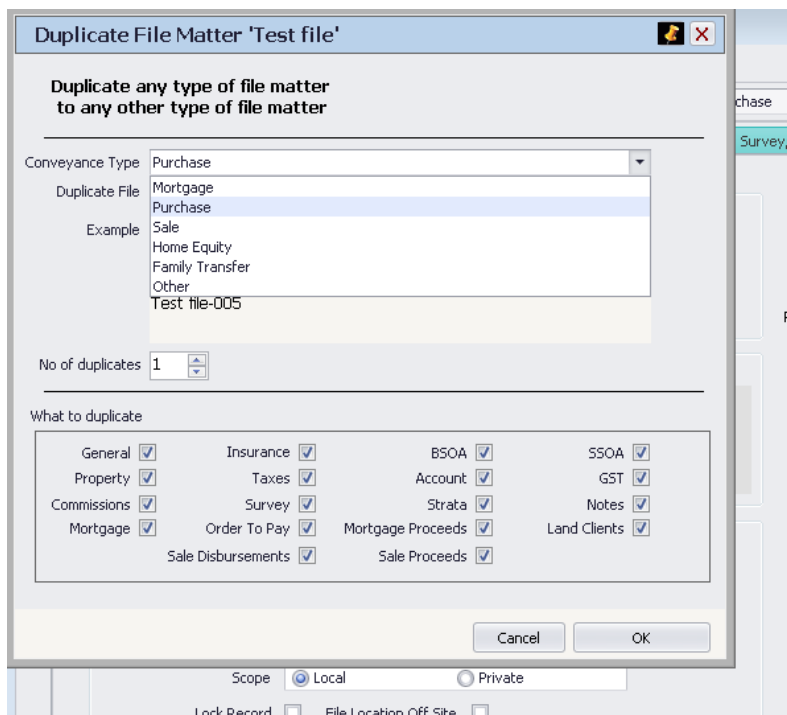 Duplicate File Matter 'Test file'
Duplicate any type of file matter
to any other type of file matter
chase
Survey,
Conveyance Type Purchase
Duplicate File
Mortgage
Purchase
Example
Sale
Home Equity
Family Transfer
Other
Test file-005
No of duplicates 1
What to duplicate
General Insurance BSOA SSOA
Property Taxes Account GST
Commissions Survey Strata Notes
Mortgage Order To Pay Mortgage Proceeds Land Clients
Sale Disbursements Sale Proceeds
Cancel OK
Scope Local Private
Lock Record File Location Off Site